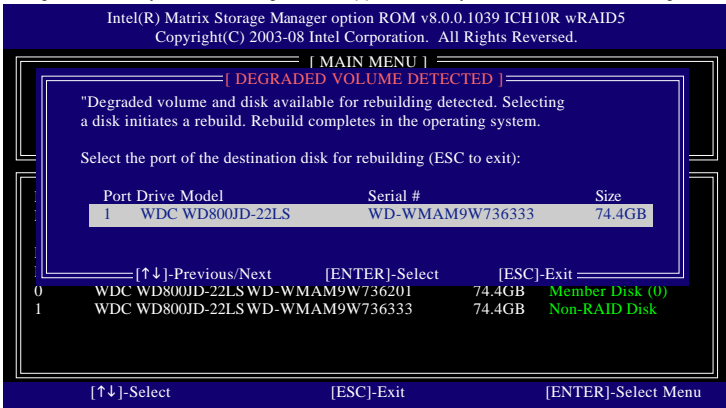 Intel(R) Matrix Storage Manager option ROM v8.0.0.1039 ICH10R wRAID5
Copyright(C) 2003-08 Intel Corporation. All Rights Reversed.
[ MAIN MENU ]
[ DEGRADED VOLUME DETECTED ]
"Degraded volume and disk available for rebuilding detected. Selecting
a disk initiates a rebuild. Rebuild completes in the operating system.
Select the port of the destination disk for rebuilding (ESC to exit):
Port Drive Model Serial # Size
1 WDC WD800JD-22LS WD-WMAM9W736333 74.4GB
[↑↓]-Previous/Next [ENTER]-Select [ESC]-Exit
0 WDC WD800JD-22LS WD-WMAM9W736201 74.4GB Member Disk (0)
1 WDC WD800JD-22LS WD-WMAM9W736333 74.4GB Non-RAID Disk
[↑↓]-Select [ESC]-Exit [ENTER]-Select Menu